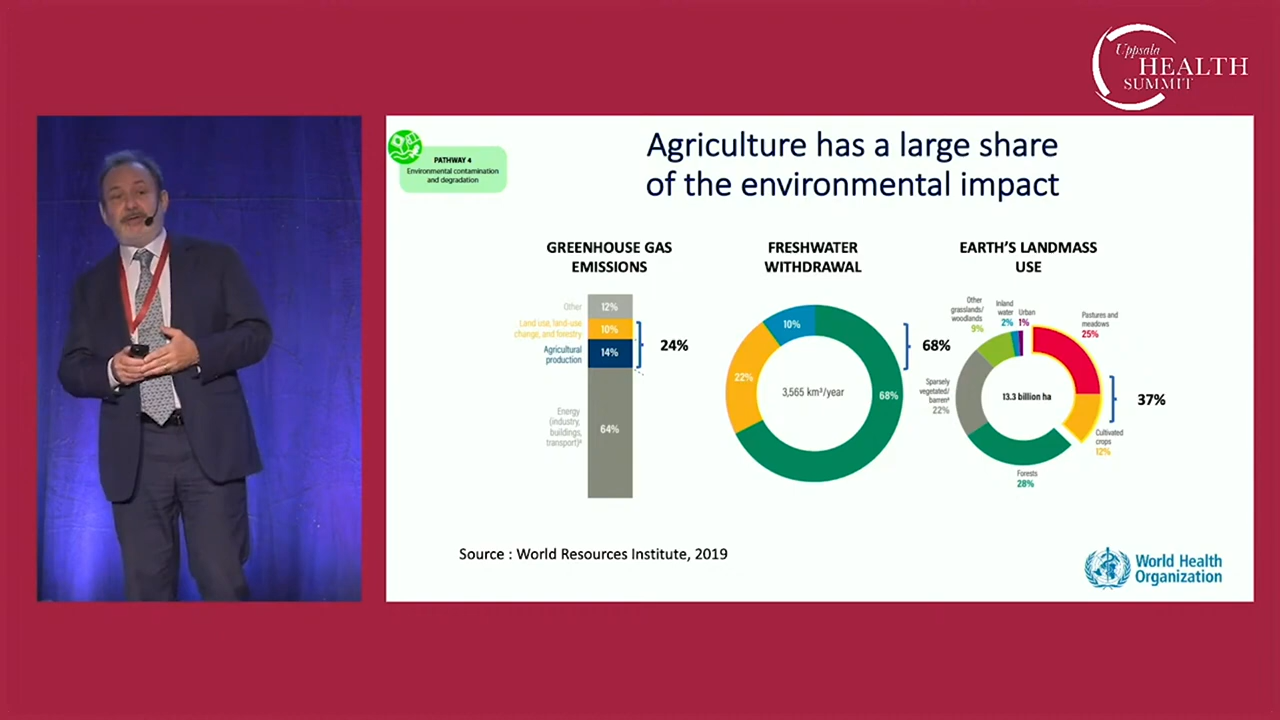 Uppsala
HEALTH
SUMMIT
PATHWAY 4
Environmental contamination
and degradation
Agriculture has a large share
of the environmental impact
GREENHOUSE GAS
EMISSIONS
Other
12%
Land use, land-use
change, and forestry
10%
Agricultural
production
14%
24%
Energy
(industry,
buildings,
transport)ᵃ
64%
FRESHWATER
WITHDRAWAL
10%
22%
3,565 km³/year
68%
68%
EARTH'S LANDMASS
USE
Other
grasslands/
woodlands
9%
Inland
water
2%
Urban
1%
Pastures and
meadows
25%
Sparsely
vegetated/
barrenᵇ
22%
13.3 billion ha
37%
Cultivated
crops
12%
Forests
28%
Source : World Resources Institute, 2019
World Health
Organization